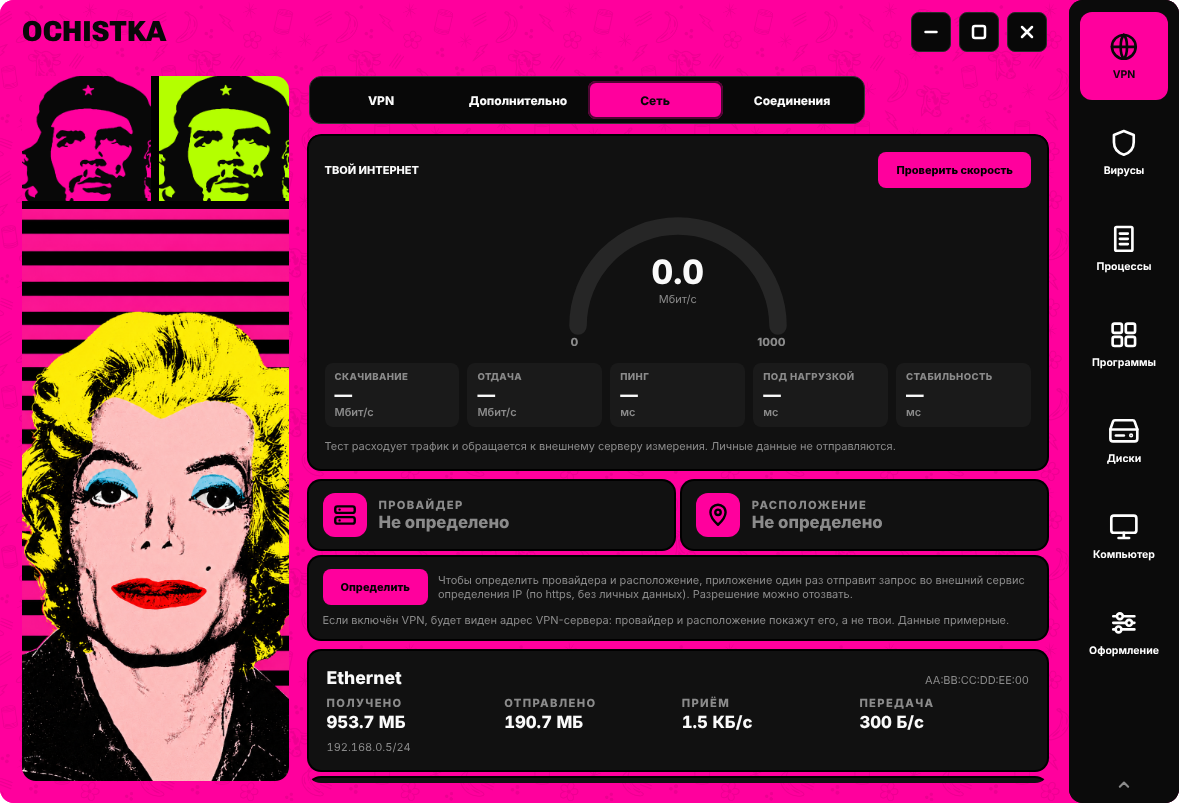 OCHISTKA
VPN
Дополнительно
Сеть
Соединения
ТВОЙ ИНТЕРНЕТ
Проверить скорость
0.0
Мбит/с
0
1000
СКАЧИВАНИЕ
—
Мбит/с
ОТДАЧА
—
Мбит/с
ПИНГ
—
мс
ПОД НАГРУЗКОЙ
—
мс
СТАБИЛЬНОСТЬ
—
мс
Тест расходует трафик и обращается к внешнему серверу измерения. Личные данные не отправляются.
ПРОВАЙДЕР
Не определено
РАСПОЛОЖЕНИЕ
Не определено
Определить
Чтобы определить провайдера и расположение, приложение один раз отправит запрос во внешний сервис
определения IP (по https, без личных данных). Разрешение можно отозвать.
Если включён VPN, будет виден адрес VPN-сервера: провайдер и расположение покажут его, а не твои. Данные примерные.
Ethernet
AA:BB:CC:DD:EE:00
ПОЛУЧЕНО
953.7 МБ
ОТПРАВЛЕНО
190.7 МБ
ПРИЁМ
1.5 КБ/с
ПЕРЕДАЧА
300 Б/с
192.168.0.5/24
VPN
Вирусы
Процессы
Программы
Диски
Компьютер
Оформление